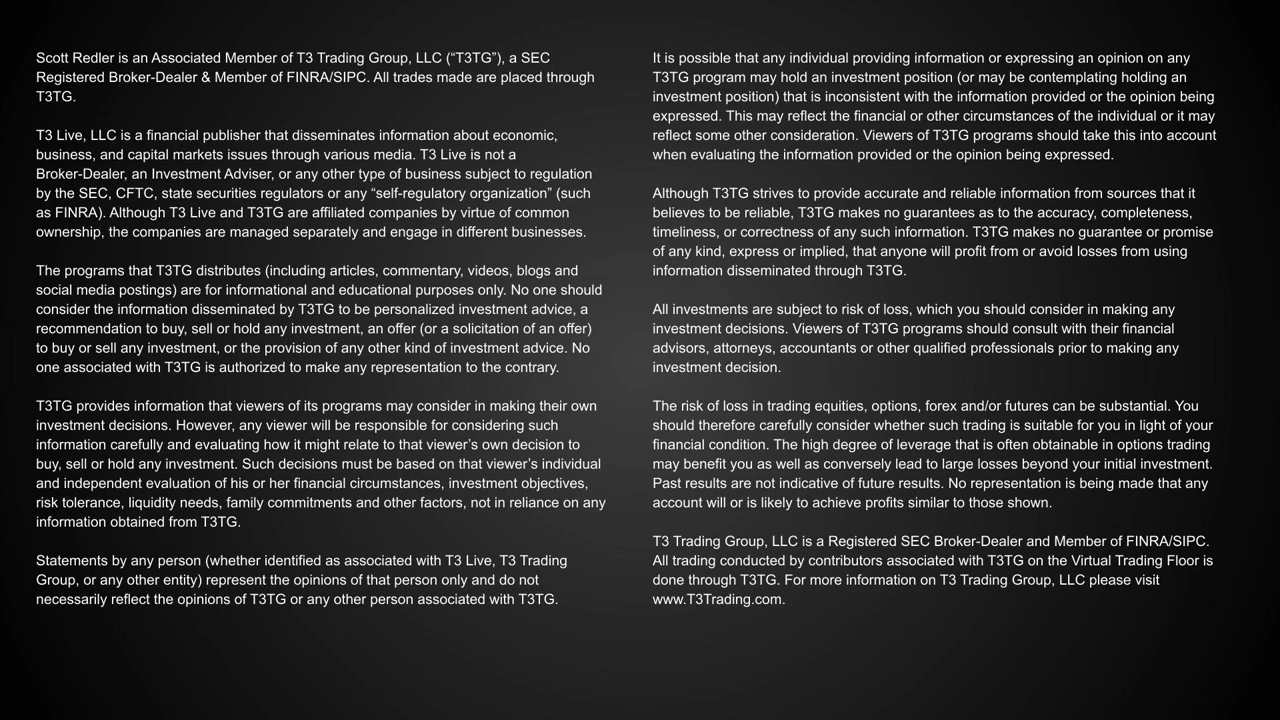 Scott Redler is an Associated Member of T3 Trading Group, LLC (“T3TG”), a SEC
Registered Broker-Dealer & Member of FINRA/SIPC. All trades made are placed through
T3TG.
T3 Live, LLC is a financial publisher that disseminates information about economic,
business, and capital markets issues through various media. T3 Live is not a
Broker-Dealer, an Investment Adviser, or any other type of business subject to regulation
by the SEC, CFTC, state securities regulators or any “self-regulatory organization” (such
as FINRA). Although T3 Live and T3TG are affiliated companies by virtue of common
ownership, the companies are managed separately and engage in different businesses.
The programs that T3TG distributes (including articles, commentary, videos, blogs and
social media postings) are for informational and educational purposes only. No one should
consider the information disseminated by T3TG to be personalized investment advice, a
recommendation to buy, sell or hold any investment, an offer (or a solicitation of an offer)
to buy or sell any investment, or the provision of any other kind of investment advice. No
one associated with T3TG is authorized to make any representation to the contrary.
T3TG provides information that viewers of its programs may consider in making their own
investment decisions. However, any viewer will be responsible for considering such
information carefully and evaluating how it might relate to that viewer’s own decision to
buy, sell or hold any investment. Such decisions must be based on that viewer’s individual
and independent evaluation of his or her financial circumstances, investment objectives,
risk tolerance, liquidity needs, family commitments and other factors, not in reliance on any
information obtained from T3TG.
Statements by any person (whether identified as associated with T3 Live, T3 Trading
Group, or any other entity) represent the opinions of that person only and do not
necessarily reflect the opinions of T3TG or any other person associated with T3TG.
It is possible that any individual providing information or expressing an opinion on any
T3TG program may hold an investment position (or may be contemplating holding an
investment position) that is inconsistent with the information provided or the opinion being
expressed. This may reflect the financial or other circumstances of the individual or it may
reflect some other consideration. Viewers of T3TG programs should take this into account
when evaluating the information provided or the opinion being expressed.
Although T3TG strives to provide accurate and reliable information from sources that it
believes to be reliable, T3TG makes no guarantees as to the accuracy, completeness,
timeliness, or correctness of any such information. T3TG makes no guarantee or promise
of any kind, express or implied, that anyone will profit from or avoid losses from using
information disseminated through T3TG.
All investments are subject to risk of loss, which you should consider in making any
investment decisions. Viewers of T3TG programs should consult with their financial
advisors, attorneys, accountants or other qualified professionals prior to making any
investment decision.
The risk of loss in trading equities, options, forex and/or futures can be substantial. You
should therefore carefully consider whether such trading is suitable for you in light of your
financial condition. The high degree of leverage that is often obtainable in options trading
may benefit you as well as conversely lead to large losses beyond your initial investment.
Past results are not indicative of future results. No representation is being made that any
account will or is likely to achieve profits similar to those shown.
T3 Trading Group, LLC is a Registered SEC Broker-Dealer and Member of FINRA/SIPC.
All trading conducted by contributors associated with T3TG on the Virtual Trading Floor is
done through T3TG. For more information on T3 Trading Group, LLC please visit
www.T3Trading.com.